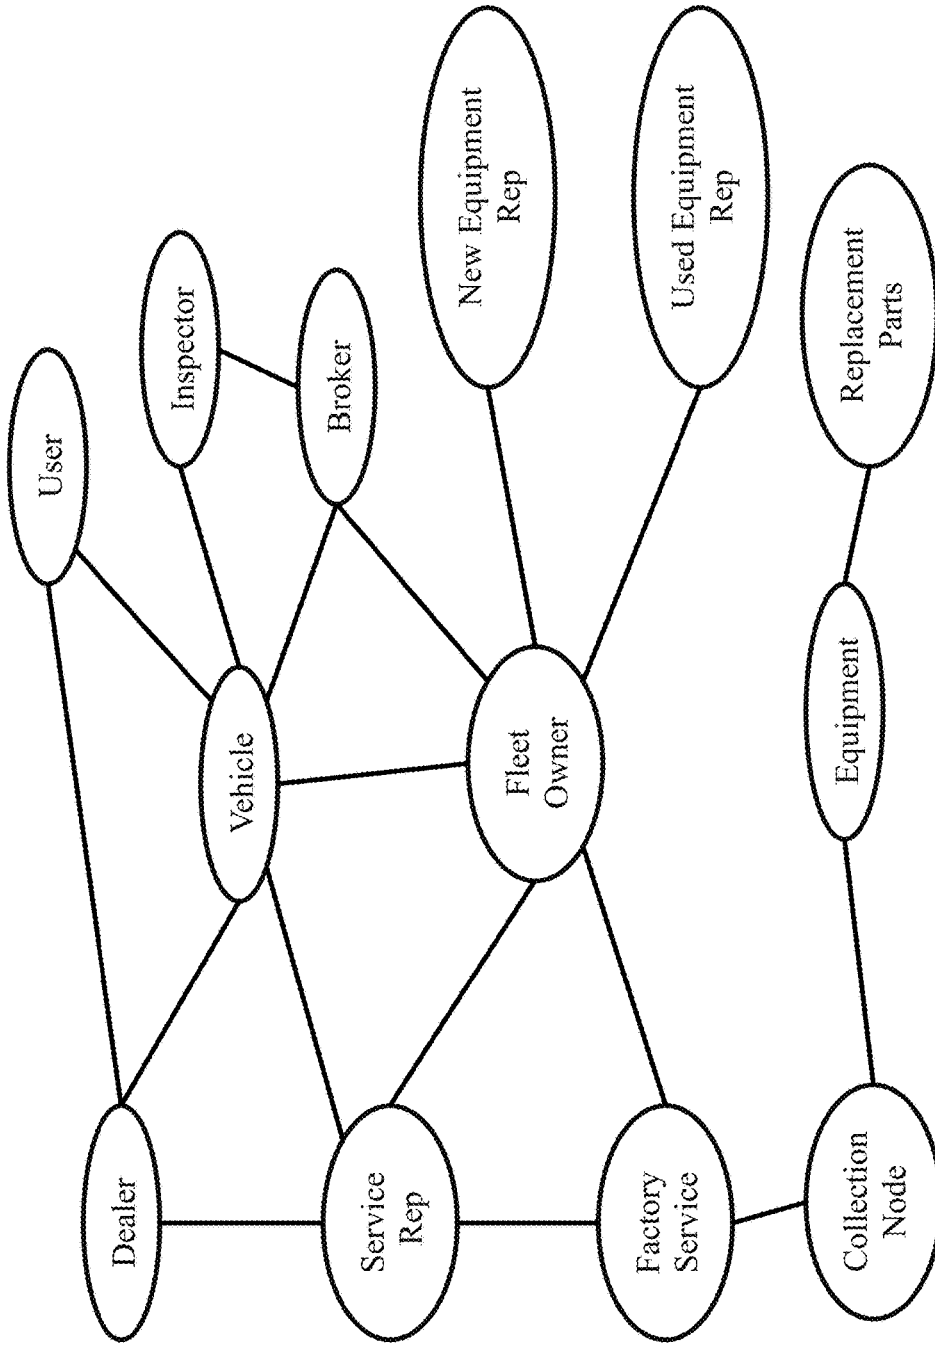 User
Inspector
Broker
New Equipment
Rep
Used Equipment
Rep
Replacement
Parts
Vehicle
Fleet
Owner
Equipment
Dealer
Service
Rep
Factory
Service
Collection
Node